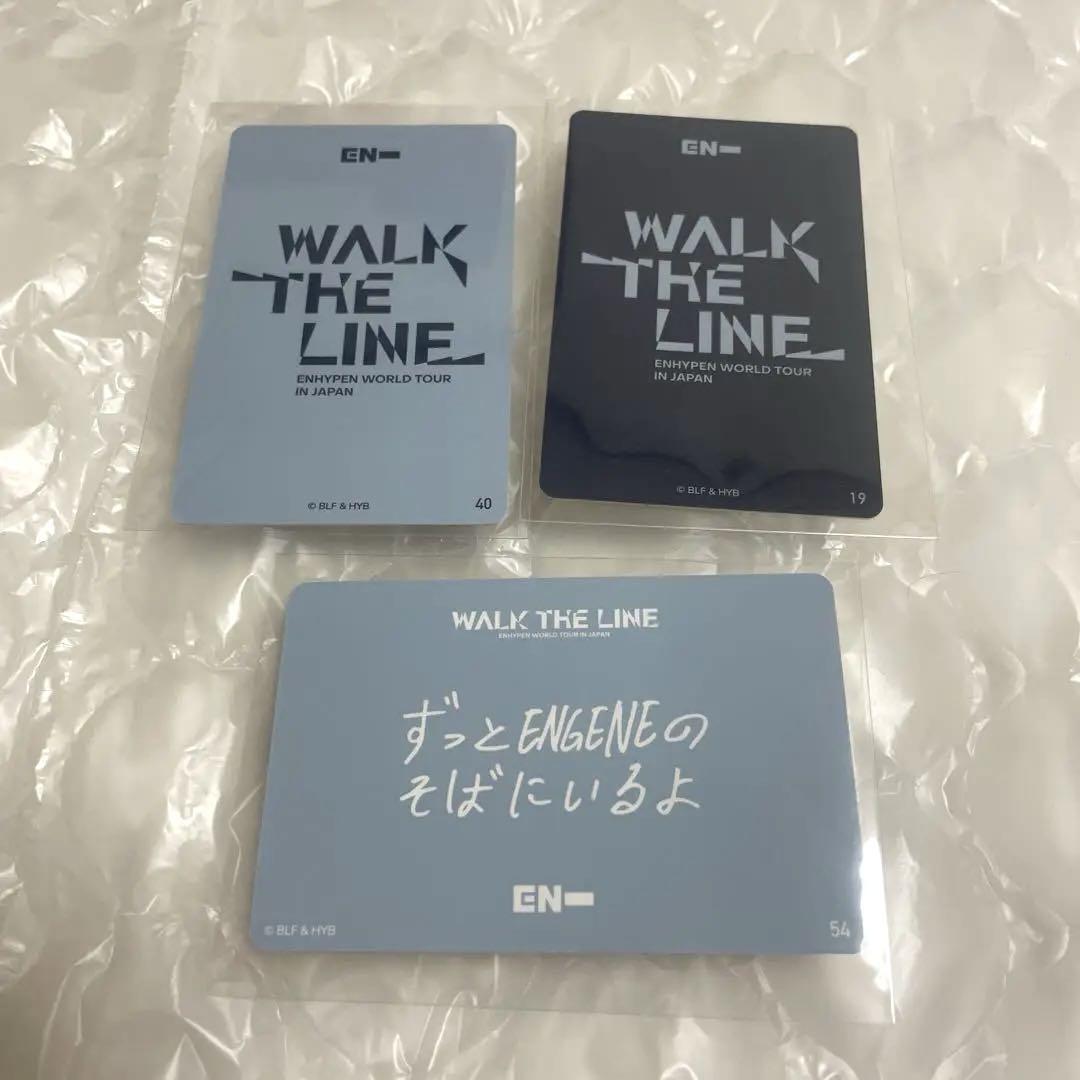 EN-
WALK
THE
LINE
ENHYPEN WORLD TOUR
IN JAPAN
© BLF & HYB
40
EN-
WALK
THE
LINE
ENHYPEN WORLD TOUR
IN JAPAN
© BLF & HYB
19
WALK THE LINE
ENHYPEN WORLD TOUR IN JAPAN
ずっとENGENEの
そばにいるよ
EN-
© BLF & HYB
54